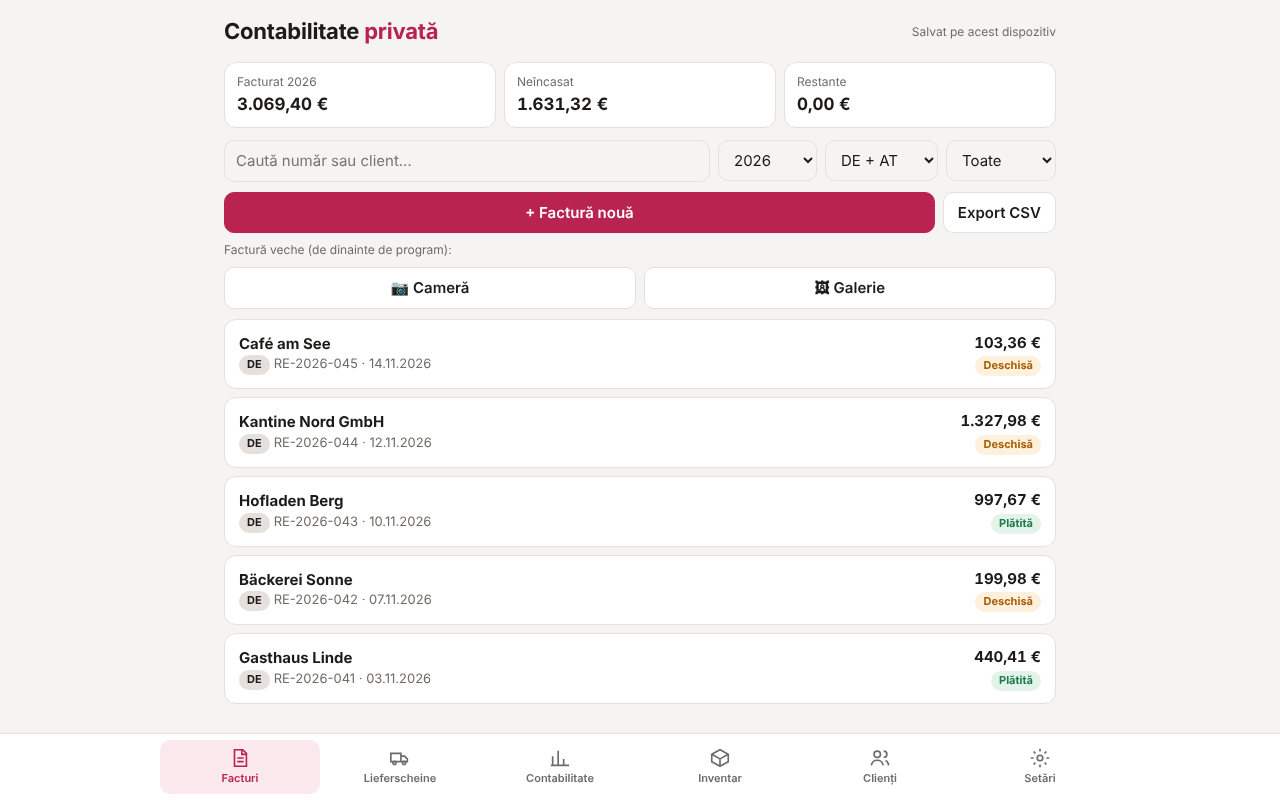 Contabilitate privată
Salvat pe acest dispozitiv
Facturat 2026
3.069,40 €
Neîncasat
1.631,32 €
Restante
0,00 €
Caută număr sau client...
2026
DE + AT
Toate
+ Factură nouă
Export CSV
Factură veche (de dinainte de program):
📷 Cameră
🖼 Galerie
Café am See
103,36 €
DE RE-2026-045 · 14.11.2026
Deschisă
Kantine Nord GmbH
1.327,98 €
DE RE-2026-044 · 12.11.2026
Deschisă
Hofladen Berg
997,67 €
DE RE-2026-043 · 10.11.2026
Plătită
Bäckerei Sonne
199,98 €
DE RE-2026-042 · 07.11.2026
Deschisă
Gasthaus Linde
440,41 €
DE RE-2026-041 · 03.11.2026
Plătită
Facturi
Lieferscheine
Contabilitate
Inventar
Clienți
Setări